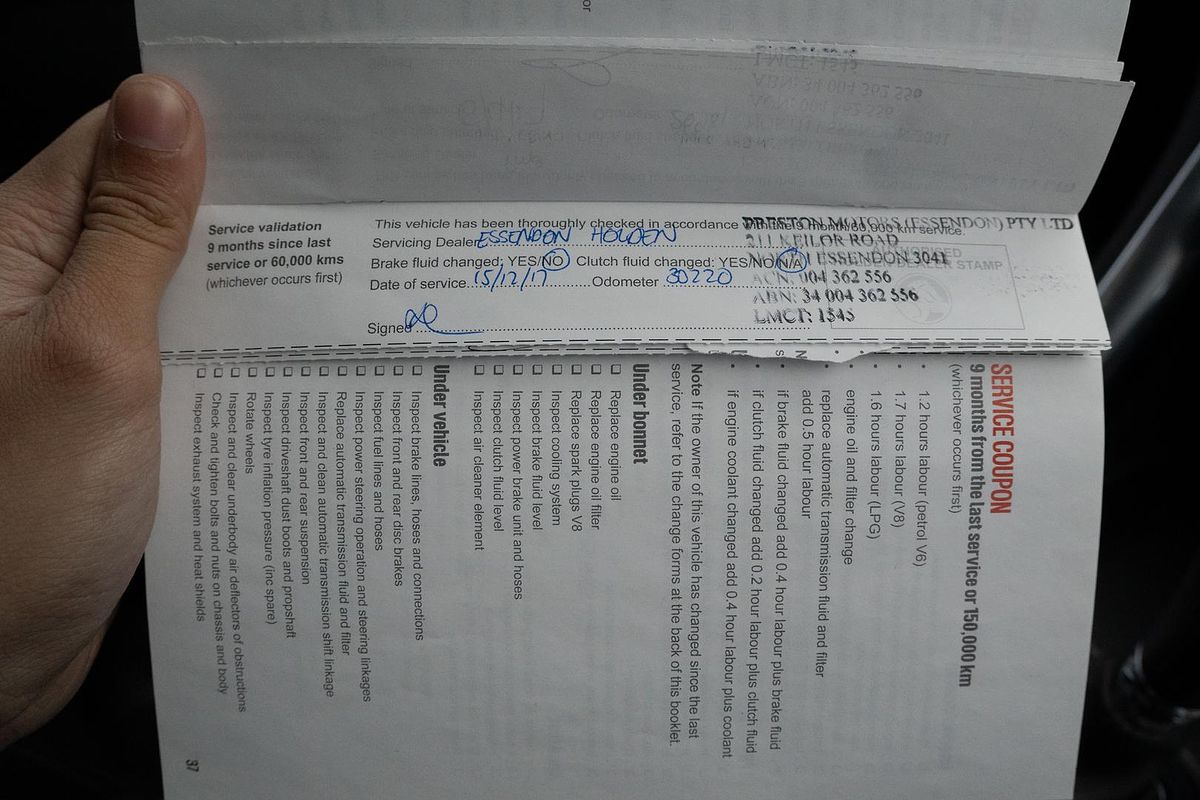 or
Service validation
9 months since last
service or 60,000 kms
(whichever occurs first)
This vehicle has been thoroughly checked in accordance with the 9 month/60,000 km service.
Servicing Dealer ESSENDON HOLDEN
Brake fluid changed: YES/NO Clutch fluid changed: YES/NO/N/A
Date of service 15/12/17 Odometer 30220
Signed
PRESTON MOTORS (ESSENDON) PTY LTD
211 KEILOR ROAD
ESSENDON 3041
ACN: 004 362 556
ABN: 34 004 362 556
LMCT: 1545
AUTHORISED
DEALER STAMP
SERVICE COUPON
9 months from the last service or 150,000 km
(whichever occurs first)
• 1.2 hours labour (petrol V6)
• 1.7 hours labour (V8)
• 1.6 hours labour (LPG)
• engine oil and filter change
• replace automatic transmission fluid and filter
add 0.5 hour labour
• if brake fluid changed add 0.4 hour labour plus brake fluid
• if clutch fluid changed add 0.2 hour labour plus clutch fluid
• if engine coolant changed add 0.4 hour labour plus coolant
Note If the owner of this vehicle has changed since the last
service, refer to the change forms at the back of this booklet.
Under bonnet
❑ Replace engine oil
❑ Replace engine oil filter
❑ Replace spark plugs V8
❑ Inspect cooling system
❑ Inspect brake fluid level
❑ Inspect power brake unit and hoses
❑ Inspect clutch fluid level
❑ Inspect air cleaner element
Under vehicle
❑ Inspect brake lines, hoses and connections
❑ Inspect front and rear disc brakes
❑ Inspect fuel lines and hoses
❑ Inspect power steering operation and steering linkages
❑ Replace automatic transmission fluid and filter
❑ Inspect and clean automatic transmission shift linkage
❑ Inspect front and rear suspension
❑ Inspect driveshaft dust boots and propshaft
❑ Inspect tyre inflation pressure (inc spare)
❑ Rotate wheels
❑ Inspect and clear underbody air deflectors of obstructions
❑ Check and tighten bolts and nuts on chassis and body
❑ Inspect exhaust system and heat shields
37